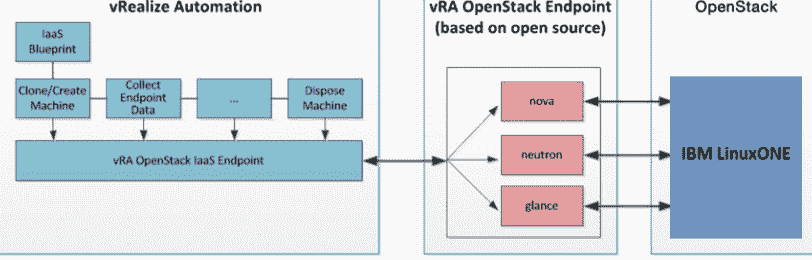 vRealize Automation
IaaS
Blueprint
Clone/Create
Machine
Collect
Endpoint
Data
...
Dispose
Machine
vRA OpenStack IaaS Endpoint
vRA OpenStack Endpoint
(based on open source)
nova
neutron
glance
OpenStack
IBM LinuxONE